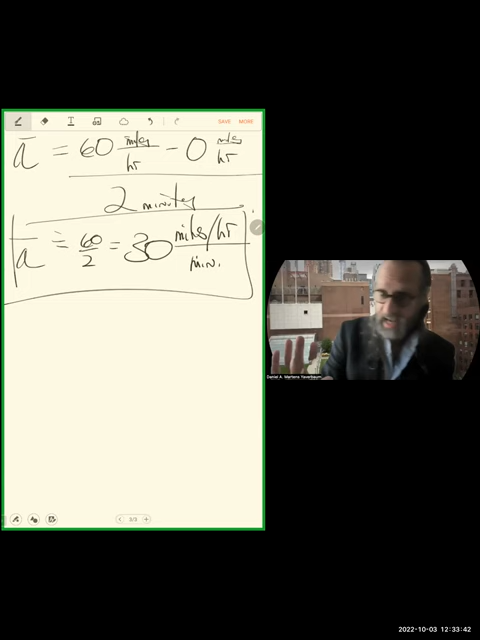 SAVE MORE
ā = 60 miles/hr - 0 miles/hr
2 minutes
ā = 60/2 = 30 miles/hr/min.
3/3
Daniel A. Martens Yaverbaum
2022-10-03 12:33:42